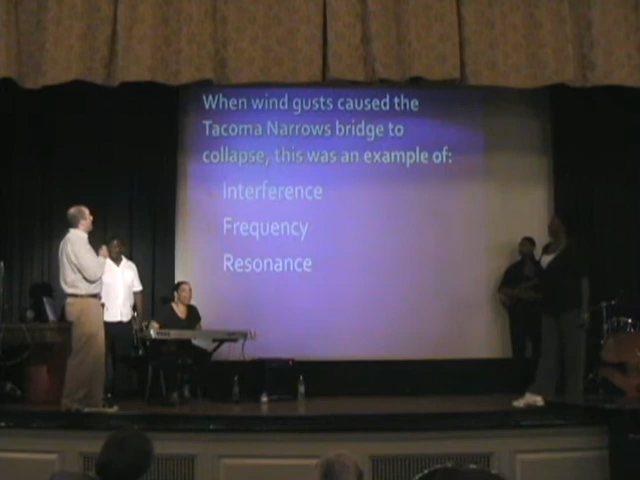 When wind gusts caused the
Tacoma Narrows bridge to
collapse, this was an example of:
Interference
Frequency
Resonance